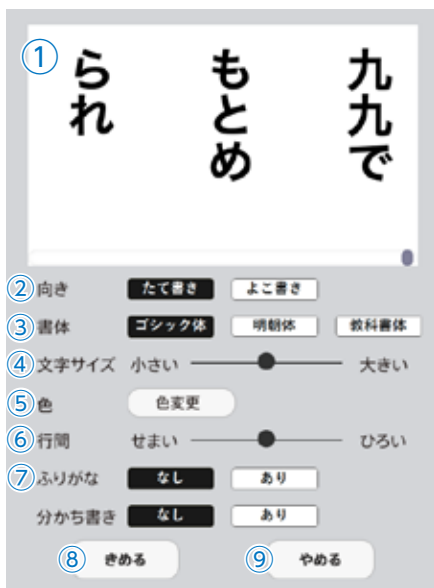 ①
九九で
もとめ
られ
② 向き たて書き よこ書き
③ 書体 ゴシック体 明朝体 教科書体
④ 文字サイズ 小さい 大きい
⑤ 色 色変更
⑥ 行間 せまい ひろい
⑦ ふりがな なし あり
分かち書き なし あり
⑧ きめる ⑨ やめる